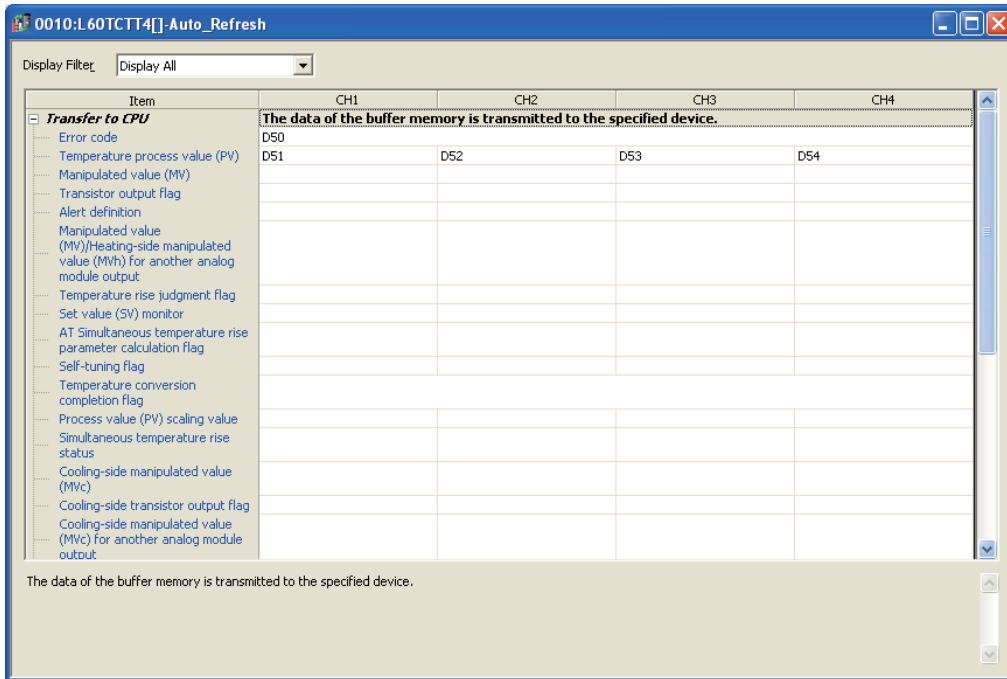 0010:L60TCTT4[]-Auto_Refresh
Display Filter Display All
Item CH1 CH2 CH3 CH4
Transfer to CPU The data of the buffer memory is transmitted to the specified device.
Error code D50
Temperature process value (PV) D51 D52 D53 D54
Manipulated value (MV)
Transistor output flag
Alert definition
Manipulated value
(MV)/Heating-side manipulated
value (MVh) for another analog
module output
Temperature rise judgment flag
Set value (SV) monitor
AT Simultaneous temperature rise
parameter calculation flag
Self-tuning flag
Temperature conversion
completion flag
Process value (PV) scaling value
Simultaneous temperature rise
status
Cooling-side manipulated value
(MVc)
Cooling-side transistor output flag
Cooling-side manipulated value
(MVc) for another analog module
output
The data of the buffer memory is transmitted to the specified device.